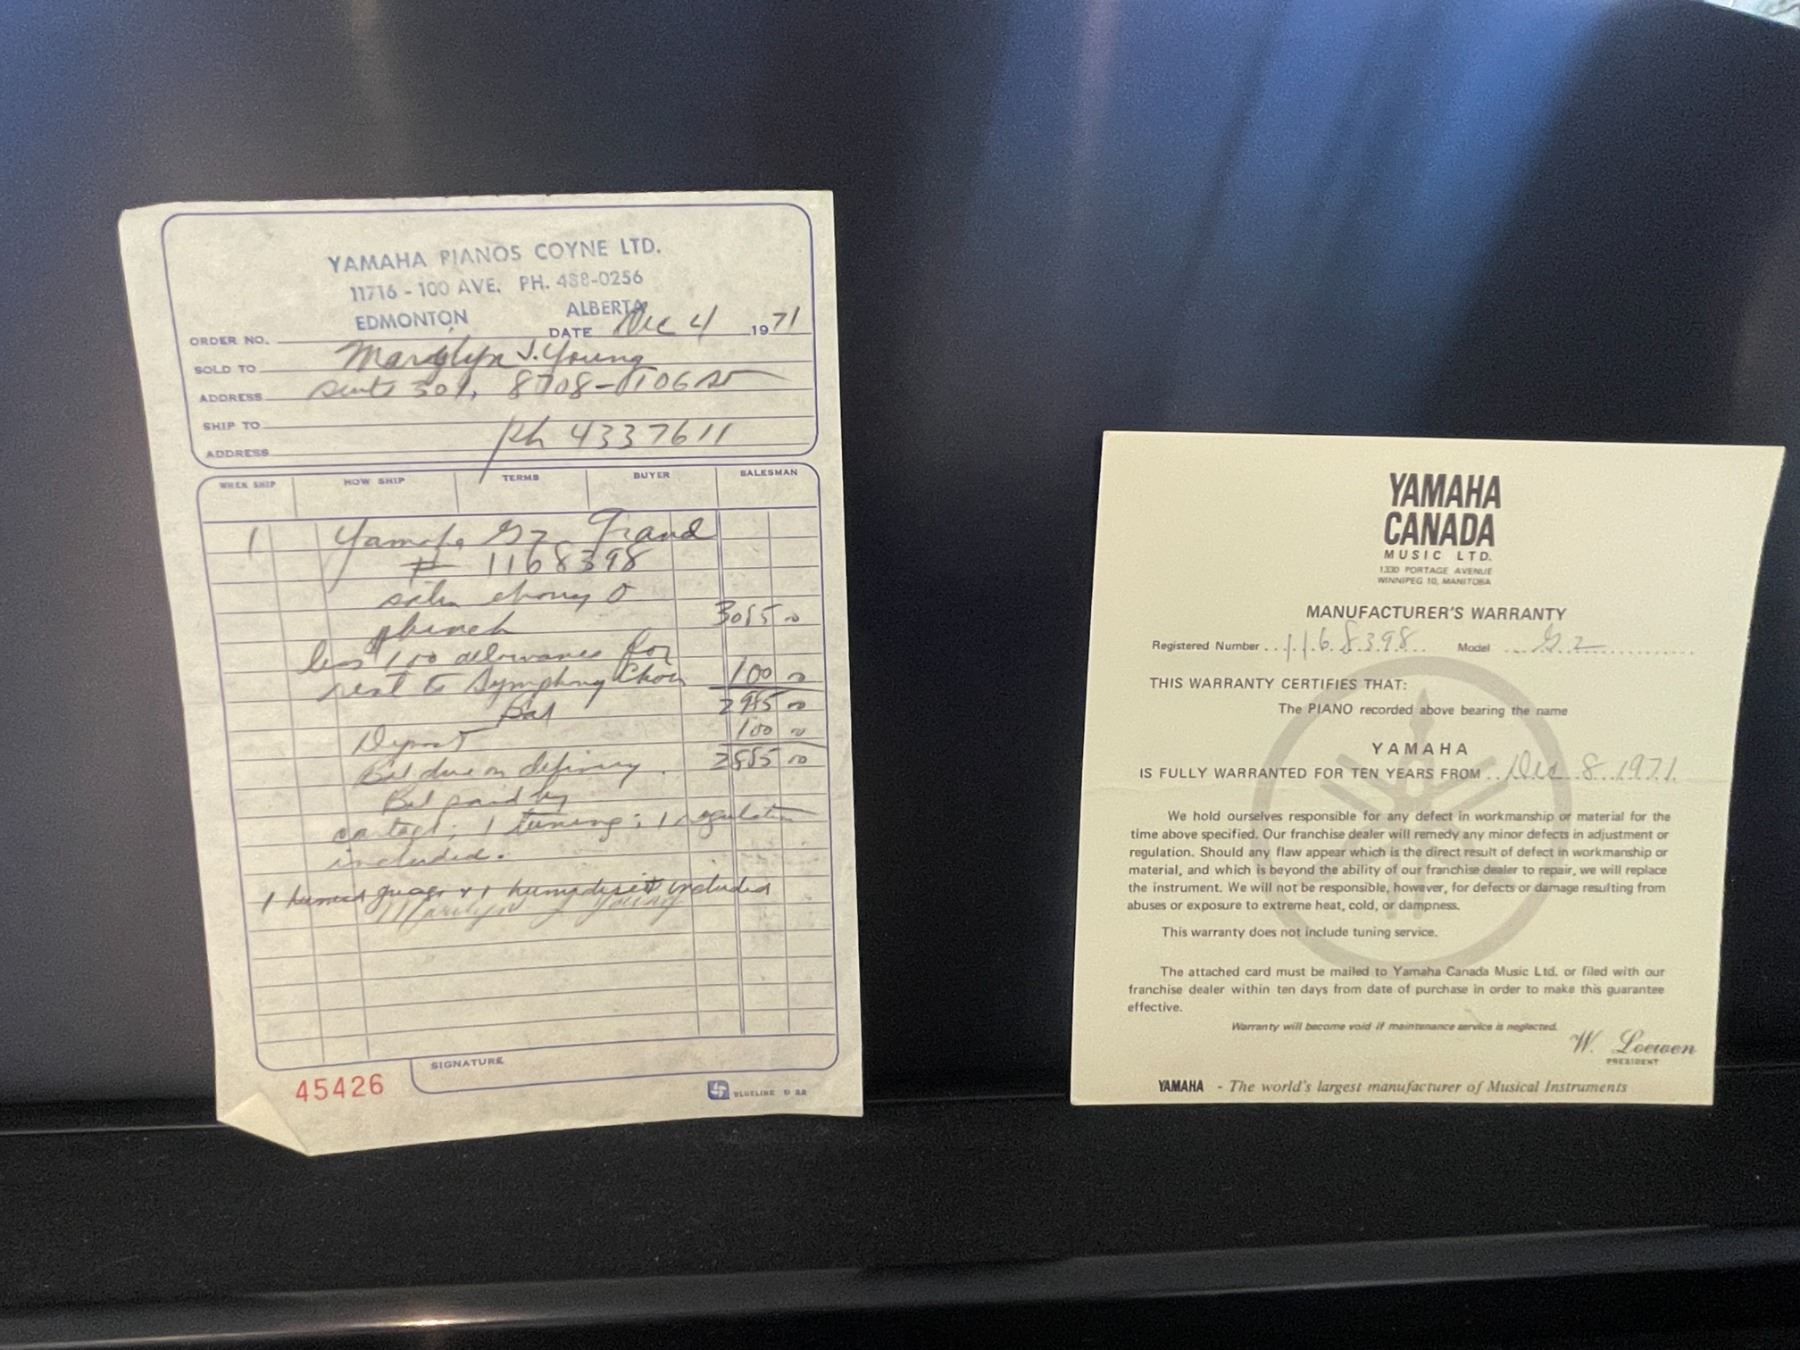 YAMAHA PIANOS COYNE LTD.
11716 - 100 AVE. PH. 488-0256
EDMONTON ALBERTA
ORDER NO. DATE Dec 4 1971
SOLD TO J. Young
ADDRESS 8708-106 St
SHIP TO
ph 4337611
ADDRESS
WHEN SHIP HOW SHIP TERMS BUYER SALESMAN
1 Yamaha G2 Grand
# 1168398
satin ebony &
bench 30 00
less 100 allowance for
rent to Symphony Choir 100 00
Bal 00
Deposit 100 00
Bal due on 00
Bal paid by
cartage; 1 tuning; 1 regulation
included.
1 & 1 included
Marilyn J Young
SIGNATURE
45426
BLUELINE
YAMAHA
CANADA
MUSIC LTD.
1330 PORTAGE AVENUE
WINNIPEG 10, MANITOBA
MANUFACTURER'S WARRANTY
Registered Number 1168398 Model G2
THIS WARRANTY CERTIFIES THAT:
The PIANO recorded above bearing the name
YAMAHA
IS FULLY WARRANTED FOR TEN YEARS FROM Dec 8 1971
We hold ourselves responsible for any defect in workmanship or material for the
time above specified. Our franchise dealer will remedy any minor defects in adjustment or
regulation. Should any flaw appear which is the direct result of defect in workmanship or
material, and which is beyond the ability of our franchise dealer to repair, we will replace
the instrument. We will not be responsible, however, for defects or damage resulting from
abuses or exposure to extreme heat, cold, or dampness.
This warranty does not include tuning service.
The attached card must be mailed to Yamaha Canada Music Ltd. or filed with our
franchise dealer within ten days from date of purchase in order to make this guarantee
effective.
Warranty will become void if maintenance service is neglected.
W. Loewen
PRESIDENT
YAMAHA - The world's largest manufacturer of Musical Instruments